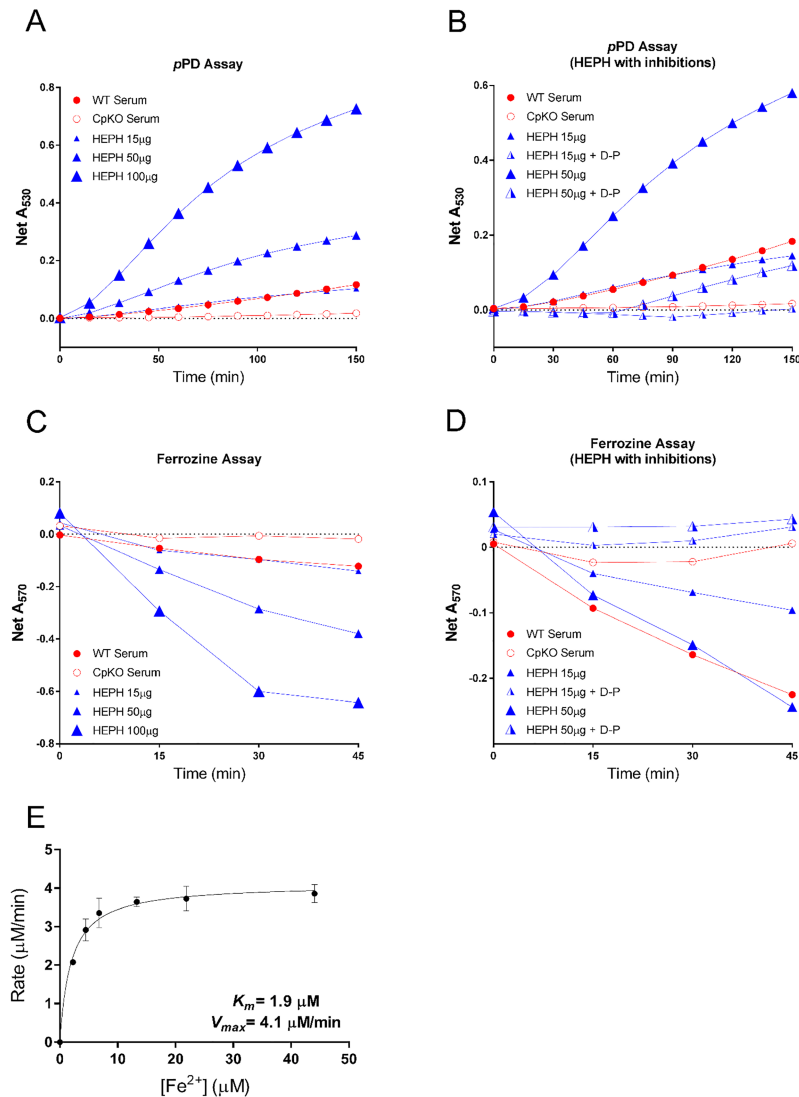 A
pPD Assay
WT Serum
CpKO Serum
HEPH 15µg
HEPH 50µg
HEPH 100µg
0.8
0.6
0.4
0.2
0.0
Net A530
0
50
100
150
Time (min)
B
pPD Assay
(HEPH with inhibitions)
WT Serum
CpKO Serum
HEPH 15µg
HEPH 15µg + D-P
HEPH 50µg
HEPH 50µg + D-P
0.6
0.4
0.2
0.0
Net A530
0
30
60
90
120
150
Time (min)
C
Ferrozine Assay
0.2
0.0
-0.2
-0.4
-0.6
-0.8
Net A570
WT Serum
CpKO Serum
HEPH 15µg
HEPH 50µg
HEPH 100µg
0
15
30
45
Time (min)
D
Ferrozine Assay
(HEPH with inhibitions)
0.1
0
-0.1
-0.2
Net A570
WT Serum
CpKO Serum
HEPH 15µg
HEPH 15µg + D-P
HEPH 50µg
HEPH 50µg + D-P
0
15
30
45
Time (min)
E
5
4
3
2
1
0
Rate (µM/min)
Km= 1.9 µM
Vmax= 4.1 µM/min
0
10
20
30
40
50
[Fe2+] (µM)